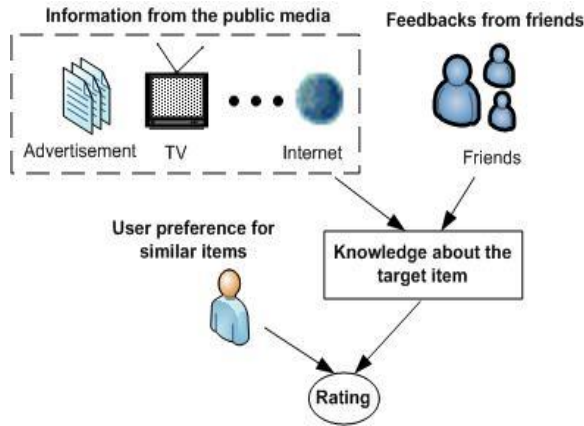 Information from the public media
Feedbacks from friends
Advertisement
TV
Internet
Friends
User preference for
similar items
Knowledge about the
target item
Rating